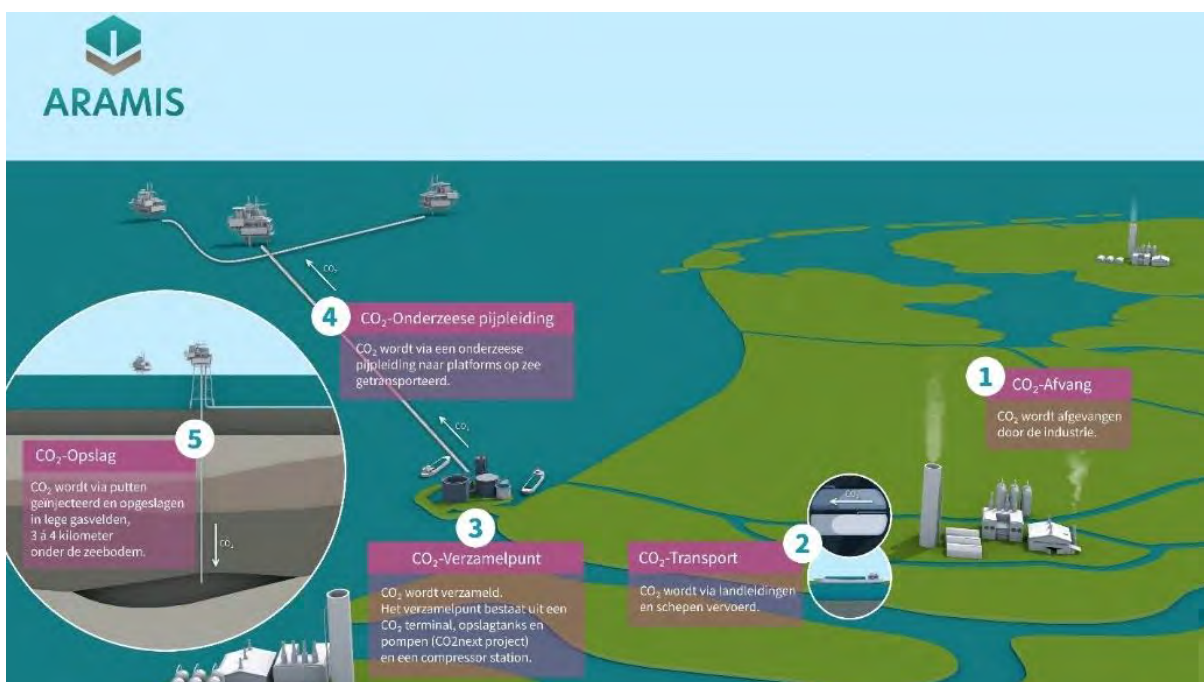 ARAMIS
CO₂
4
CO₂-Onderzeese pijpleiding
CO₂ wordt via een onderzeese
pijpleiding naar platforms op zee
getransporteerd.
1
CO₂-Afvang
CO₂ wordt afgevangen
door de industrie.
CO₂
5
CO₂-Opslag
CO₂ wordt via putten
geïnjecteerd en opgeslagen
in lege gasvelden,
3 á 4 kilometer
onder de zeebodem.
CO₂
3
CO₂-Verzamelpunt
CO₂ wordt verzameld.
Het verzamelpunt bestaat uit een
CO₂ terminal, opslagtanks en
pompen (CO2next project)
en een compressor station.
CO₂
2
CO₂-Transport
CO₂ wordt via landleidingen
en schepen vervoerd.